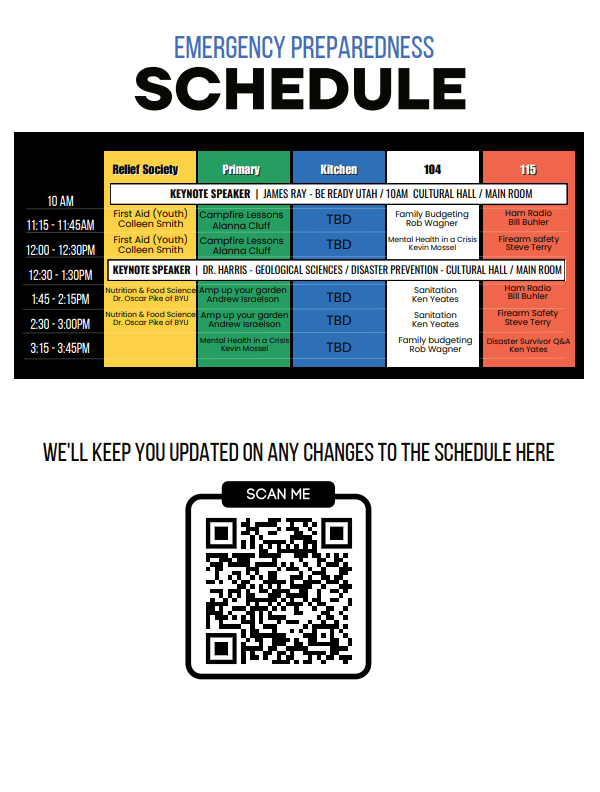 EMERGENCY PREPAREDNESS
SCHEDULE
Relief Society Primary Kitchen 104 115
10 AM KEYNOTE SPEAKER | JAMES RAY - BE READY UTAH / 10AM CULTURAL HALL / MAIN ROOM
11:15 - 11:45AM
First Aid (Youth)
Colleen Smith
Campfire Lessons
Alanna Cluff
TBD
Family Budgeting
Rob Wagner
Ham Radio
Bill Buhler
12:00 - 12:30PM
First Aid (Youth)
Colleen Smith
Campfire Lessons
Alanna Cluff
TBD
Mental Health in a Crisis
Kevin Mossel
Firearm safety
Steve Terry
12:30 - 1:30PM KEYNOTE SPEAKER | DR. HARRIS - GEOLOGICAL SCIENCES / DISASTER PREVENTION - CULTURAL HALL / MAIN ROOM
1:45 - 2:15PM
Nutrition & Food Science
Dr. Oscar Pike of BYU
Amp up your garden
Andrew Israelson
TBD
Sanitation
Ken Yeates
Ham Radio
Bill Buhler
2:30 - 3:00PM
Nutrition & Food Science
Dr. Oscar Pike of BYU
Amp up your garden
Andrew Israelson
TBD
Sanitation
Ken Yeates
Firearm Safety
Steve Terry
3:15 - 3:45PM
Mental Health in a Crisis
Kevin Mossel
TBD
Family budgeting
Rob Wagner
Disaster Survivor Q&A
Ken Yates
WE'LL KEEP YOU UPDATED ON ANY CHANGES TO THE SCHEDULE HERE
SCAN ME